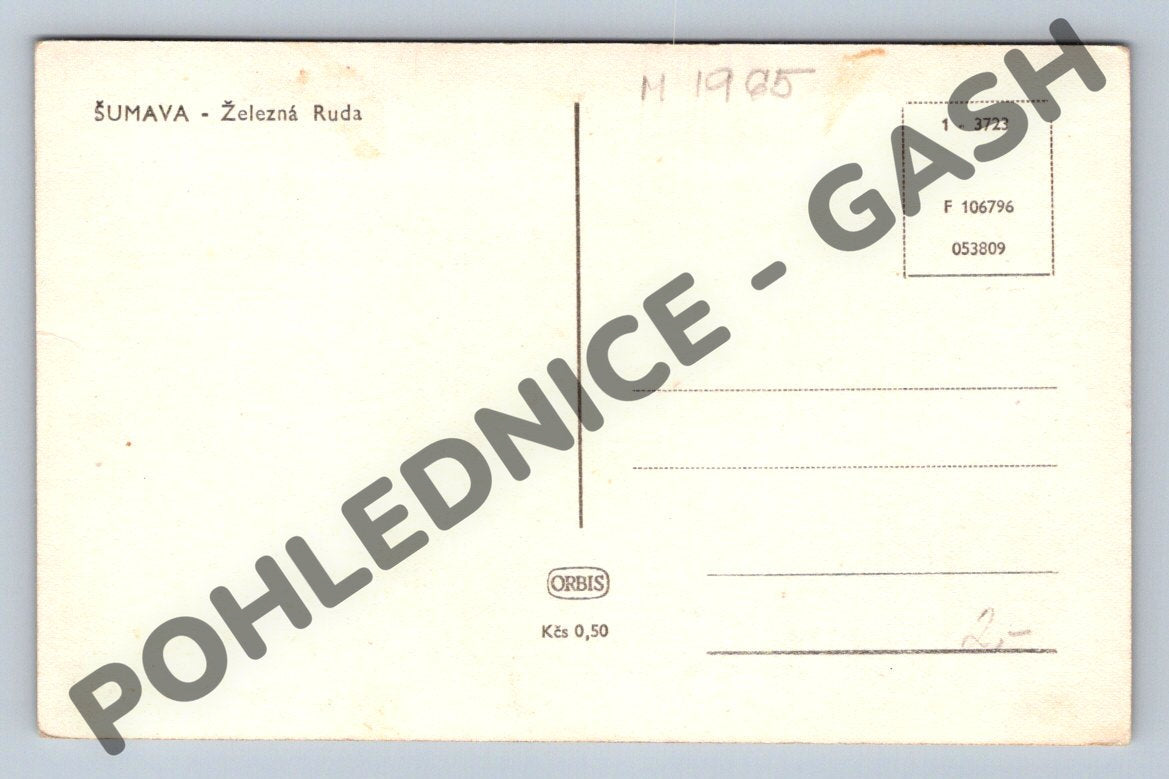 ŠUMAVA - Železná Ruda
M 1965
1 - 3723
F 106796
053809
ORBIS
Kčs 0,50
2,-
POHLEDNICE - GASH